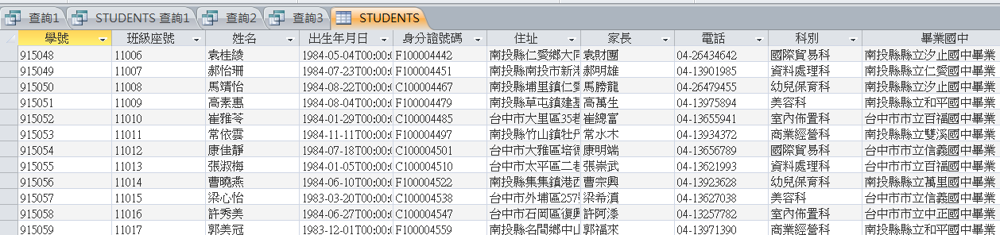 查詢1 STUDENTS 查詢1 查詢2 查詢3 STUDENTS
學號 班級座號 姓名 出生年月日 身分證號碼 住址 家長 電話 科別 畢業國中
915048 11006 袁桂綾 1984-05-04T00:00:0 F100004442 南投縣仁愛鄉大同 袁財團 04-26434642 國際貿易科 南投縣縣立汐止國中畢業
915049 11007 郝怡珊 1984-07-23T00:00:0 F100004451 南投縣南投市新港 郝明雄 04-13901985 資料處理科 南投縣縣立仁愛國中畢業
915050 11008 馬靖怡 1984-08-22T00:00:0 C100004467 南投縣埔里鎮仁愛 馬勝龍 04-26479455 幼兒保育科 南投縣縣立汐止國中畢業
915051 11009 高素惠 1984-08-04T00:00:0 F100004479 南投縣草屯鎮建基 高萬生 04-13975894 美容科 南投縣縣立和平國中畢業
915052 11010 崔雅苓 1984-01-29T00:00:0 C100004485 台中市大里區35巷 崔總富 04-13655941 室內佈置科 台中市市立百福國中畢業
915053 11011 常依雲 1984-11-11T00:00:0 F100004497 南投縣竹山鎮牡丹 常水木 04-13934372 商業經營科 南投縣縣立雙溪國中畢業
915054 11012 康佳靜 1984-07-18T00:00:0 C100004501 台中市大雅區培德 康明端 04-13656789 國際貿易科 台中市市立信義國中畢業
915055 11013 張淑梅 1984-01-05T00:00:0 C100004510 台中市太平區二巷 張崇武 04-13621993 資料處理科 台中市市立百福國中畢業
915056 11014 曹曉燕 1984-06-10T00:00:0 F100004522 南投縣集集鎮港西 曹宗興 04-13923628 幼兒保育科 南投縣縣立萬里國中畢業
915057 11015 梁心怡 1983-03-20T00:00:0 C100004538 台中市外埔區257 梁希滇 04-13627038 美容科 台中市市立信義國中畢業
915058 11016 許秀美 1984-06-27T00:00:0 C100004547 台中市石岡區復興 許阿漆 04-13257782 室內佈置科 台中市市立中正國中畢業
915059 11017 郭美冠 1983-12-01T00:00:0 F100004559 南投縣名間鄉中山 郭福來 04-13971390 商業經營科 南投縣縣立和平國中畢業